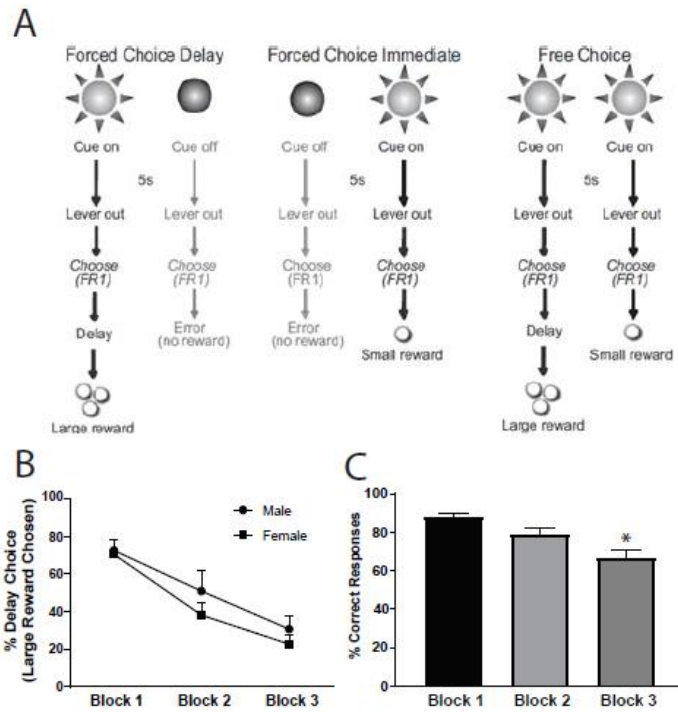 A
Forced Choice Delay Forced Choice Immediate Free Choice
Cue on Cue off Cue off Cue on Cue on Cue on
5s 5s 5s
Lever out Lever out Lever out Lever out Lever out Lever out
Choose Choose Choose Choose Choose Choose
(FR1) (FR1) (FR1) (FR1) (FR1) (FR1)
Delay Error Error Small reward Delay Small reward
(no reward) (no reward)
Large reward Large reward
B
% Delay Choice
(Large Reward Chosen)
100
80
60
40
20
0
Male
Female
Block 1 Block 2 Block 3
C
% Correct Responses
100
80
60
40
20
0
*
Block 1 Block 2 Block 3